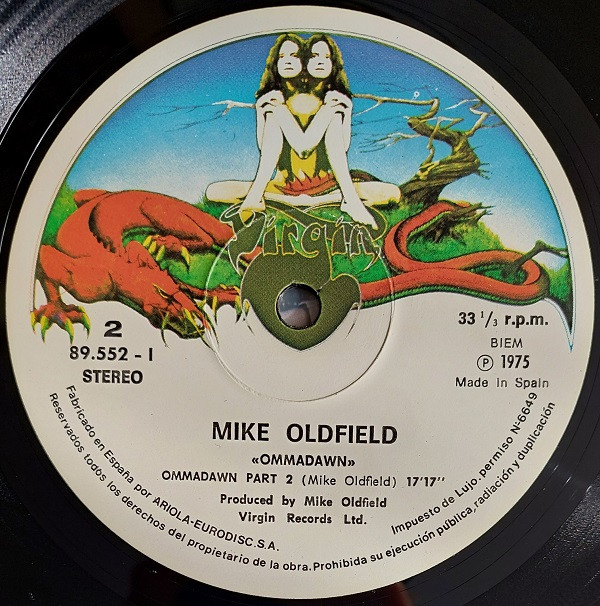 Virgin
2
89.552 - I
STEREO
33 1/3 r.p.m.
BIEM
Ⓟ 1975
Made in Spain
MIKE OLDFIELD
«OMMADAWN»
OMMADAWN PART 2 (Mike Oldfield) 17'17''
Produced by Mike Oldfield
Virgin Records Ltd.
Fabricado en España por ARIOLA-EURODISC.S.A.
Impuesto de Lujo. permiso Nº-6649
Reservados todos los derechos del propietario de la obra. Prohibida su ejecución pública, radiación y duplicación